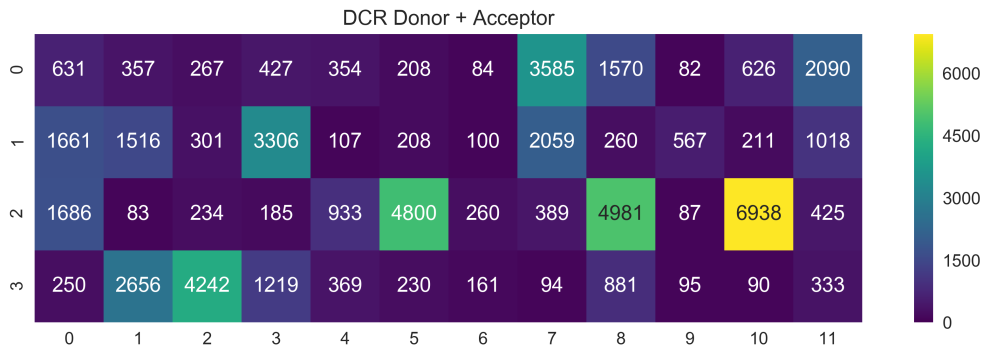 DCR Donor + Acceptor
0 631 357 267 427 354 208 84 3585 1570 82 626 2090
1 1661 1516 301 3306 107 208 100 2059 260 567 211 1018
2 1686 83 234 185 933 4800 260 389 4981 87 6938 425
3 250 2656 4242 1219 369 230 161 94 881 95 90 333
0 1 2 3 4 5 6 7 8 9 10 11
6000
4500
3000
1500
0